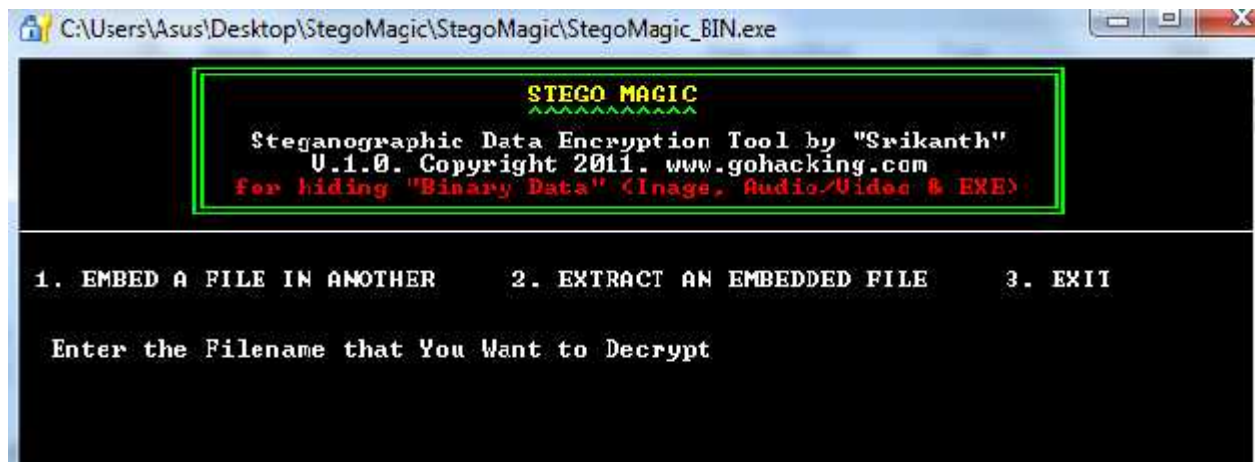 C:\Users\Asus\Desktop\StegoMagic\StegoMagic\StegoMagic_BIN.exe
STEGO MAGIC
^^^^^^^^^^^
Steganographic Data Encryption Tool by "Srikanth"
V.1.0. Copyright 2011. www.gohacking.com
for hiding "Binary Data" <Image, Audio/Video & EXE>
1. EMBED A FILE IN ANOTHER 2. EXTRACT AN EMBEDDED FILE 3. EXIT
Enter the Filename that You Want to Decrypt